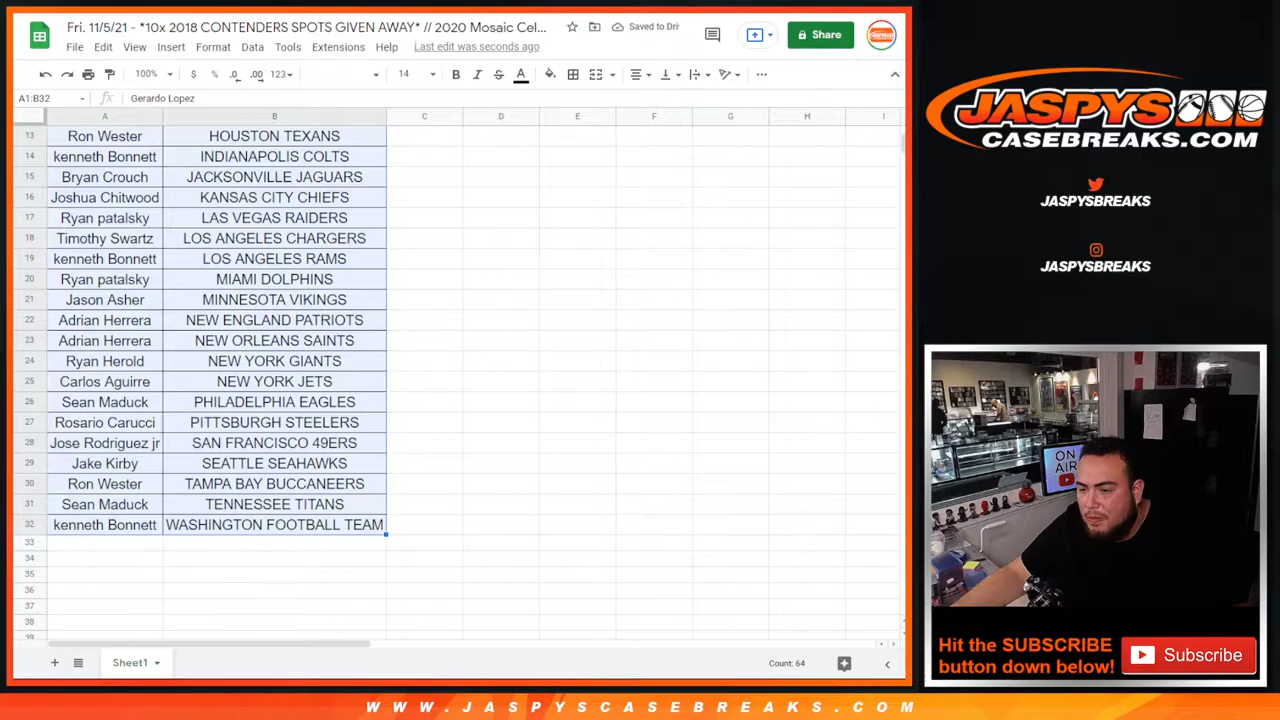 Fri. 11/5/21 - *10x 2018 CONTENDERS SPOTS GIVEN AWAY* // 2020 Mosaic Cel...
Saved to Dri
File Edit View Insert Format Data Tools Extensions Help Last edit was seconds ago
Share
100% $ % .0 .00 123 14 B I S A
A1:B32 fx Gerardo Lopez
A B C D E F G H I
13 Ron Wester HOUSTON TEXANS
14 kenneth Bonnett INDIANAPOLIS COLTS
15 Bryan Crouch JACKSONVILLE JAGUARS
16 Joshua Chitwood KANSAS CITY CHIEFS
17 Ryan patalsky LAS VEGAS RAIDERS
18 Timothy Swartz LOS ANGELES CHARGERS
19 kenneth Bonnett LOS ANGELES RAMS
20 Ryan patalsky MIAMI DOLPHINS
21 Jason Asher MINNESOTA VIKINGS
22 Adrian Herrera NEW ENGLAND PATRIOTS
23 Adrian Herrera NEW ORLEANS SAINTS
24 Ryan Herold NEW YORK GIANTS
25 Carlos Aguirre NEW YORK JETS
26 Sean Maduck PHILADELPHIA EAGLES
27 Rosario Carucci PITTSBURGH STEELERS
28 Jose Rodriguez jr SAN FRANCISCO 49ERS
29 Jake Kirby SEATTLE SEAHAWKS
30 Ron Wester TAMPA BAY BUCCANEERS
31 Sean Maduck TENNESSEE TITANS
32 kenneth Bonnett WASHINGTON FOOTBALL TEAM
33
34
35
36
37
38
39
Sheet1
Count: 64
JASPYS
CASEBREAKS.COM
JASPYSBREAKS
JASPYSBREAKS
ON
AIR
Hit the SUBSCRIBE
button down below!
Subscribe
WWW.JASPYSCASEBREAKS.COM